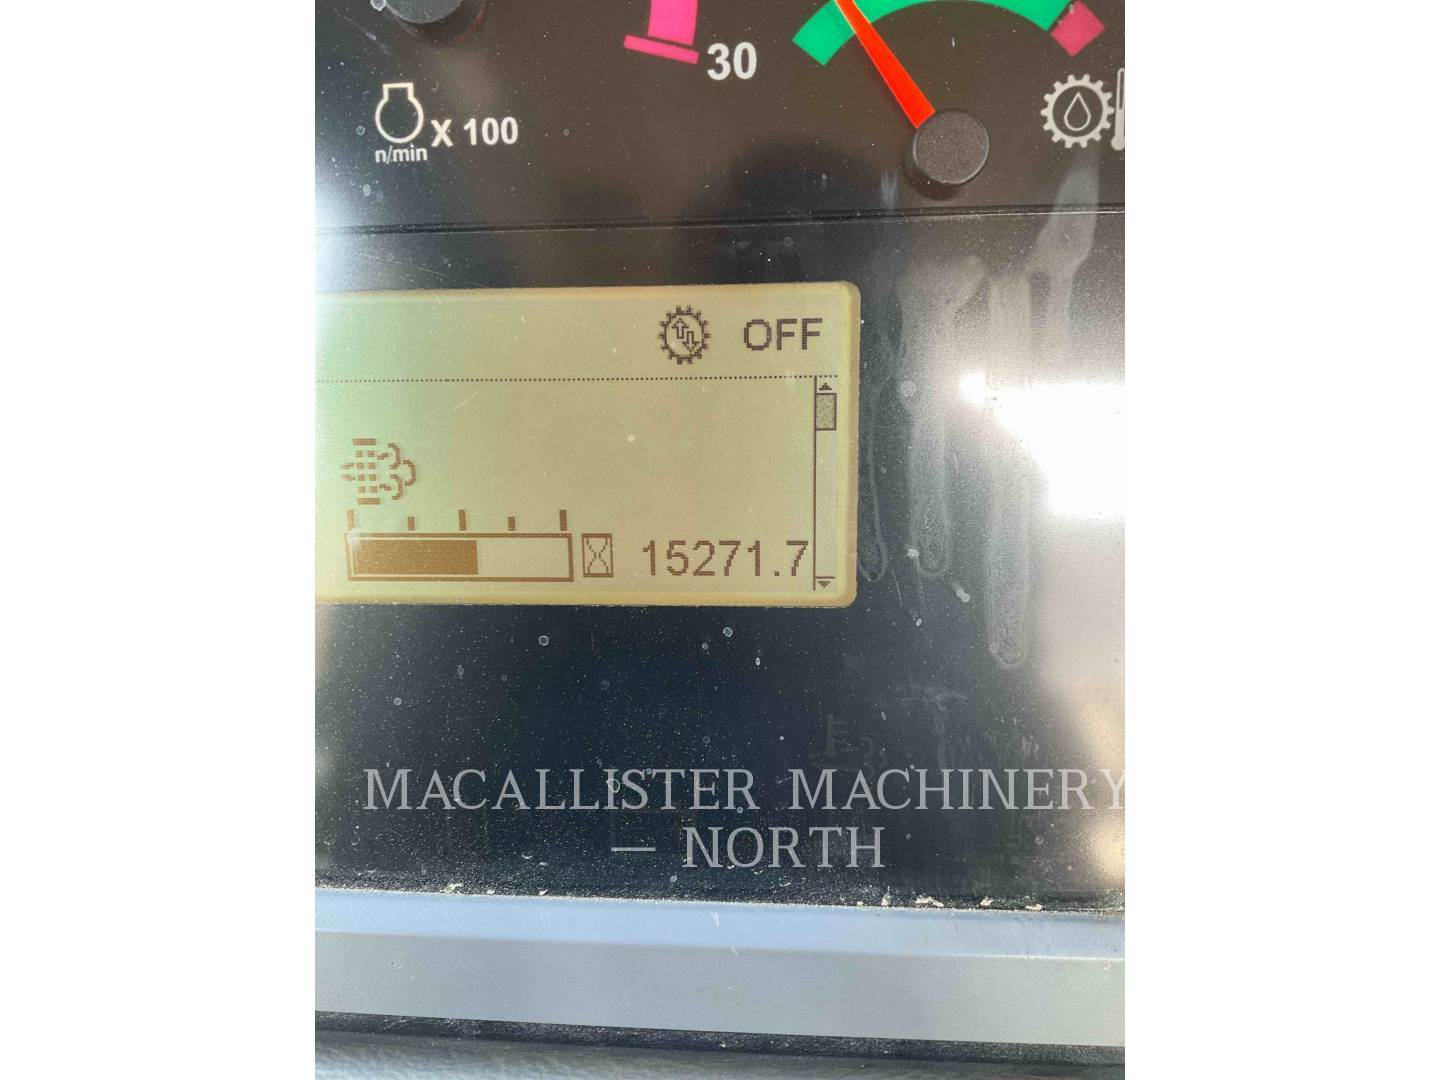 30
X 100
n/min
OFF
15271.7
MACALLISTER MACHINERY
— NORTH